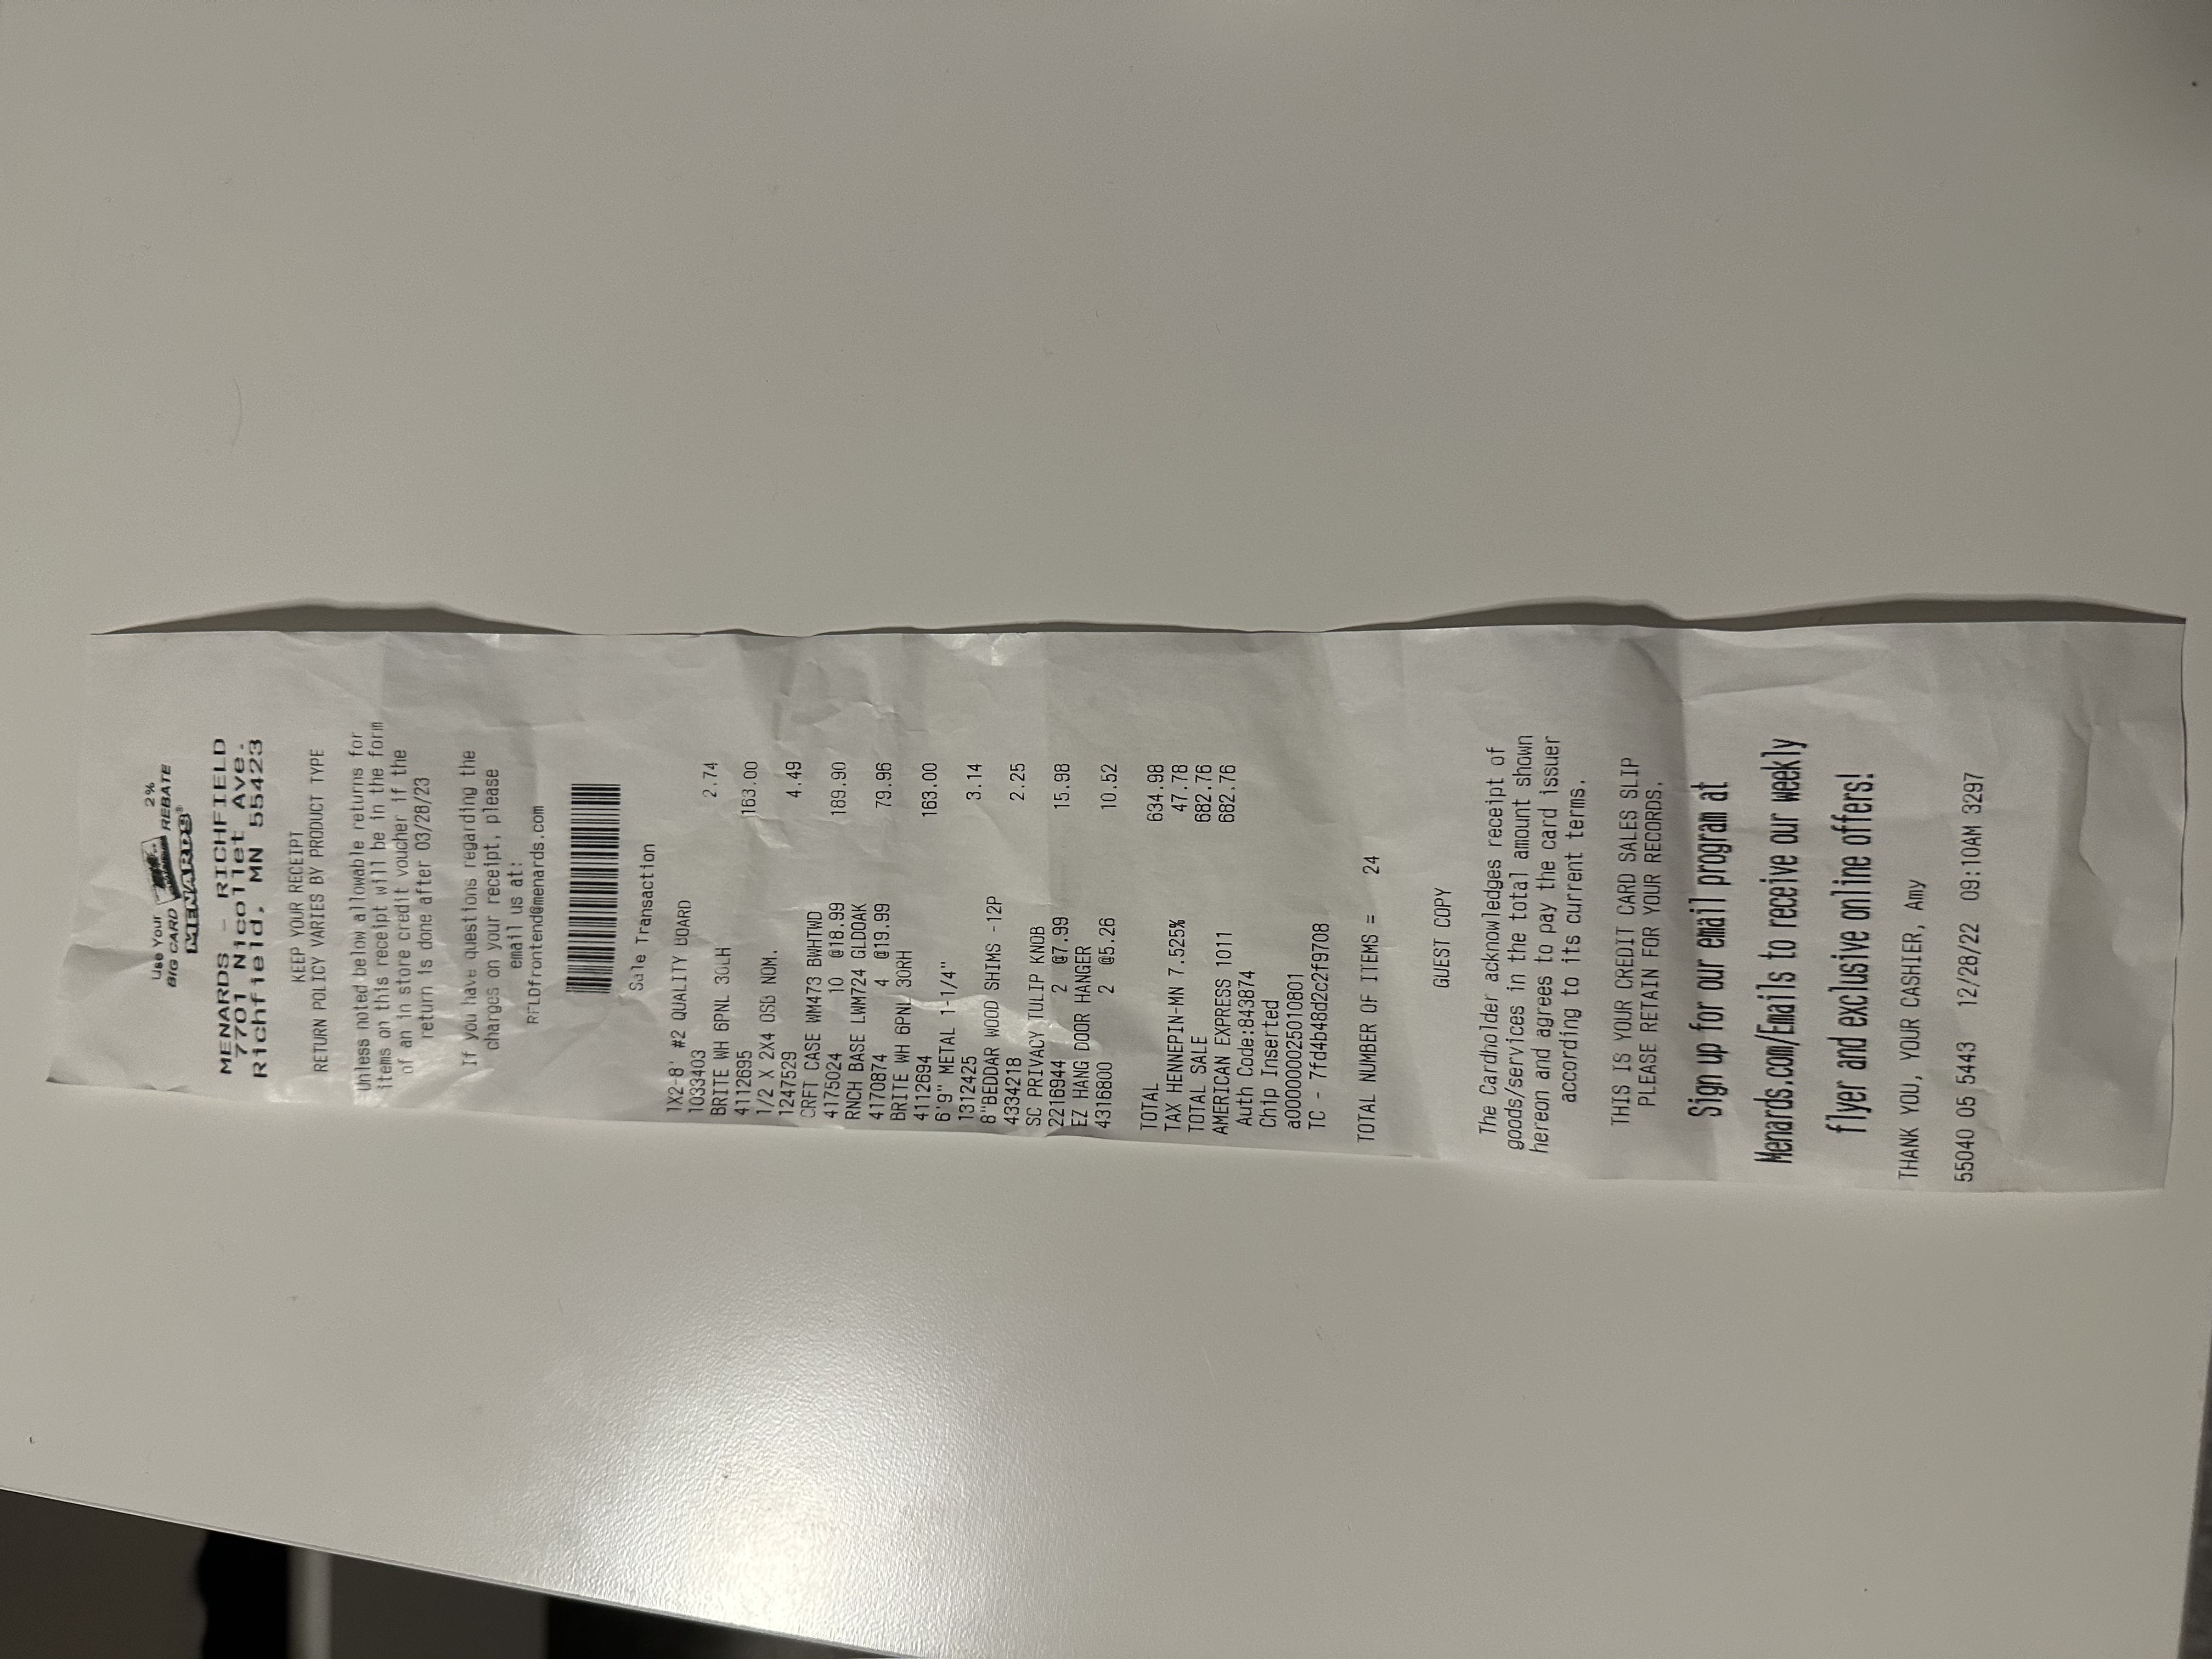 Use Your 2%
BIG CARD REBATE
MENARDS®
MENARDS - RICHFIELD
7701 Nicollet Ave.
Richfield, MN 55423
KEEP YOUR RECEIPT
RETURN POLICY VARIES BY PRODUCT TYPE
Unless noted below allowable returns for
items on this receipt will be in the form
of an in store credit voucher if the
return is done after 03/28/23
If you have questions regarding the
charges on your receipt, please
email us at:
RFLDfrontend@menards.com
Sale Transaction
1X2-8' #2 QUALITY BOARD
1033403 2.74
BRITE WH 6PNL 30LH
4112695 163.00
1/2 X 2X4 OSB NOM.
1247529 4.49
CRFT CASE WM473 BWHTWD
4175024 10 @18.99 189.90
RNCH BASE LWM724 GLDOAK
4170874 4 @19.99 79.96
BRITE WH 6PNL 30RH
4112694 163.00
6'9" METAL 1-1/4"
1312425 3.14
8"BEDDAR WOOD SHIMS -12P
4334218 2.25
SC PRIVACY TULIP KNOB
2216944 2 @7.99 15.98
EZ HANG DOOR HANGER
4316800 2 @5.26 10.52
TOTAL 634.98
TAX HENNEPIN-MN 7.525% 47.78
TOTAL SALE 682.76
AMERICAN EXPRESS 1011 682.76
Auth Code:843874
Chip Inserted
a000000025010801
TC - 7fd4b48d2c2f9708
TOTAL NUMBER OF ITEMS = 24
GUEST COPY
The Cardholder acknowledges receipt of
goods/services in the total amount shown
hereon and agrees to pay the card issuer
according to its current terms.
THIS IS YOUR CREDIT CARD SALES SLIP
PLEASE RETAIN FOR YOUR RECORDS.
Sign up for our email program at
Menards.com/Emails to receive our weekly
flyer and exclusive online offers!
THANK YOU, YOUR CASHIER, Amy
55040 05 5443 12/28/22 09:10AM 3297